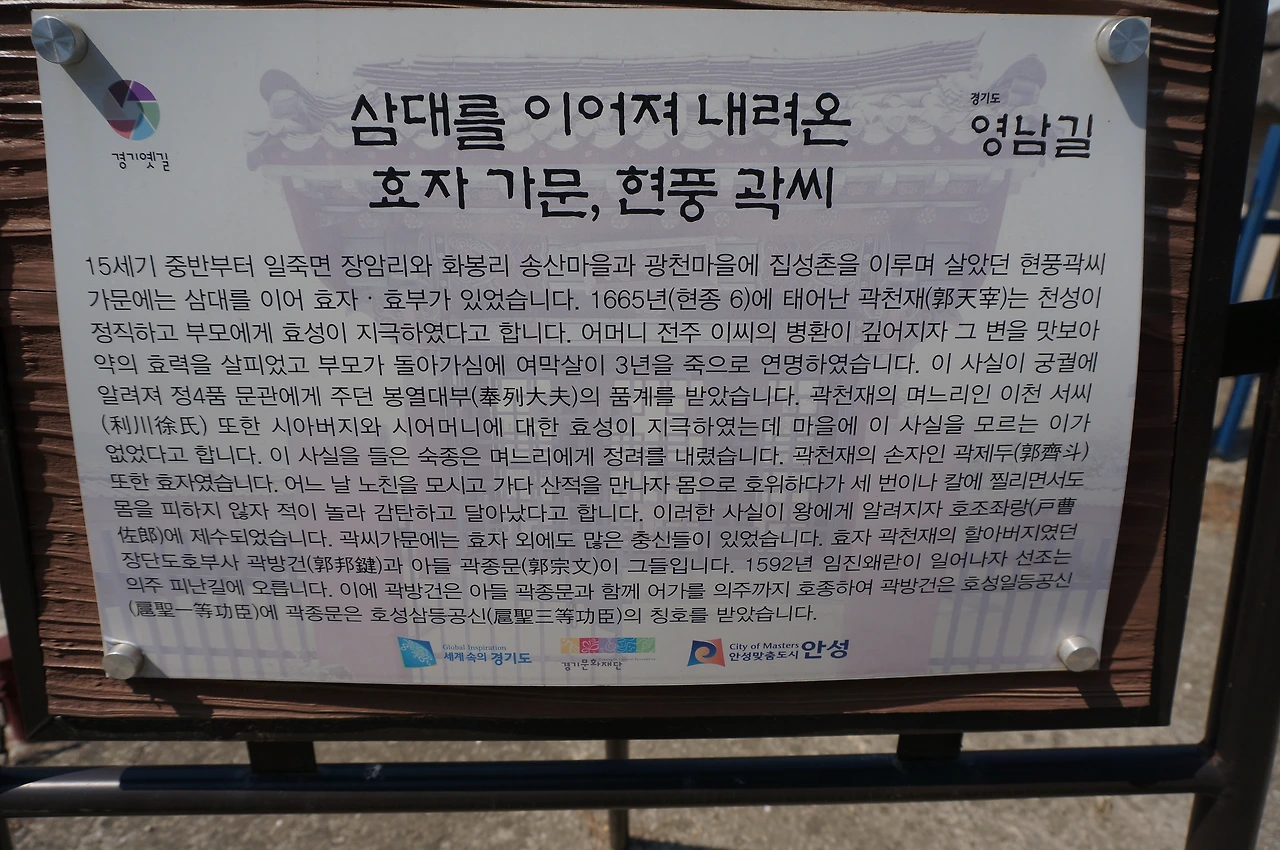 경기옛길
경기도
영남길
삼대를 이어져 내려온
효자 가문, 현풍 곽씨
15세기 중반부터 일죽면 장암리와 화봉리 송산마을과 광천마을에 집성촌을 이루며 살았던 현풍곽씨
가문에는 삼대를 이어 효자 · 효부가 있었습니다. 1665년(현종 6)에 태어난 곽천재(郭天宰)는 천성이
정직하고 부모에게 효성이 지극하였다고 합니다. 어머니 전주 이씨의 병환이 깊어지자 그 변을 맛보아
약의 효력을 살피었고 부모가 돌아가심에 여막살이 3년을 죽으로 연명하였습니다. 이 사실이 궁궐에
알려져 정4품 문관에게 주던 봉열대부(奉列大夫)의 품계를 받았습니다. 곽천재의 며느리인 이천 서씨
(利川徐氏) 또한 시아버지와 시어머니에 대한 효성이 지극하였는데 마을에 이 사실을 모르는 이가
없었다고 합니다. 이 사실을 들은 숙종은 며느리에게 정려를 내렸습니다. 곽천재의 손자인 곽제두(郭齊斗)
또한 효자였습니다. 어느 날 노친을 모시고 가다 산적을 만나자 몸으로 호위하다가 세 번이나 칼에 찔리면서도
몸을 피하지 않자 적이 놀라 감탄하고 달아났다고 합니다. 이러한 사실이 왕에게 알려지자 호조좌랑(戶曹
佐郎)에 제수되었습니다. 곽씨가문에는 효자 외에도 많은 충신들이 있었습니다. 효자 곽천재의 할아버지였던
장단도호부사 곽방건(郭邦鍵)과 아들 곽종문(郭宗文)이 그들입니다. 1592년 임진왜란이 일어나자 선조는
의주 피난길에 오릅니다. 이에 곽방건은 아들 곽종문과 함께 어가를 의주까지 호종하여 곽방건은 호성일등공신
(扈聖一等功臣)에 곽종문은 호성삼등공신(扈聖三等功臣)의 칭호를 받았습니다.
Global Inspiration
세계속의 경기도
경기문화재단
City of Masters
안성맞춤도시 안성